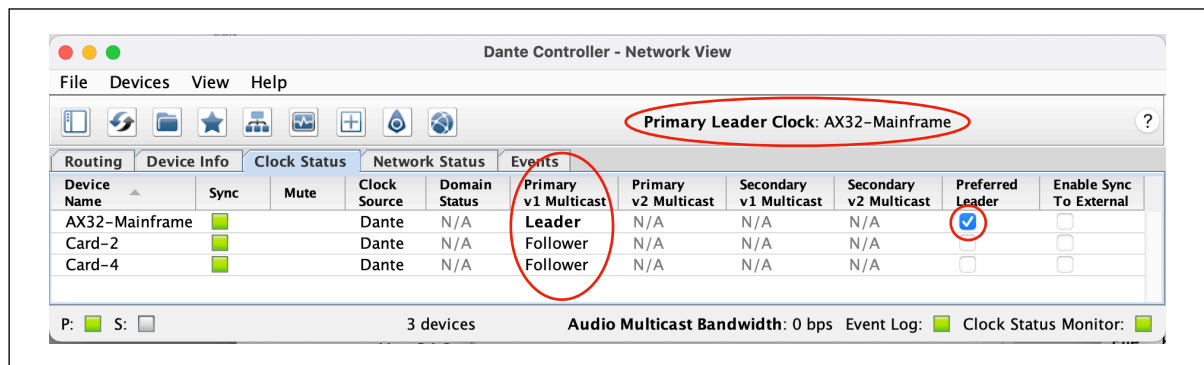 Dante Controller - Network View
File Devices View Help
Primary Leader Clock: AX32-Mainframe
?
Routing Device Info Clock Status Network Status Events
Device Name Sync Mute Clock Source Domain Status Primary v1 Multicast Primary v2 Multicast Secondary v1 Multicast Secondary v2 Multicast Preferred Leader Enable Sync To External
AX32-Mainframe Dante N/A Leader N/A N/A N/A
Card-2 Dante N/A Follower N/A N/A N/A
Card-4 Dante N/A Follower N/A N/A N/A
P: S: 3 devices Audio Multicast Bandwidth: 0 bps Event Log: Clock Status Monitor: